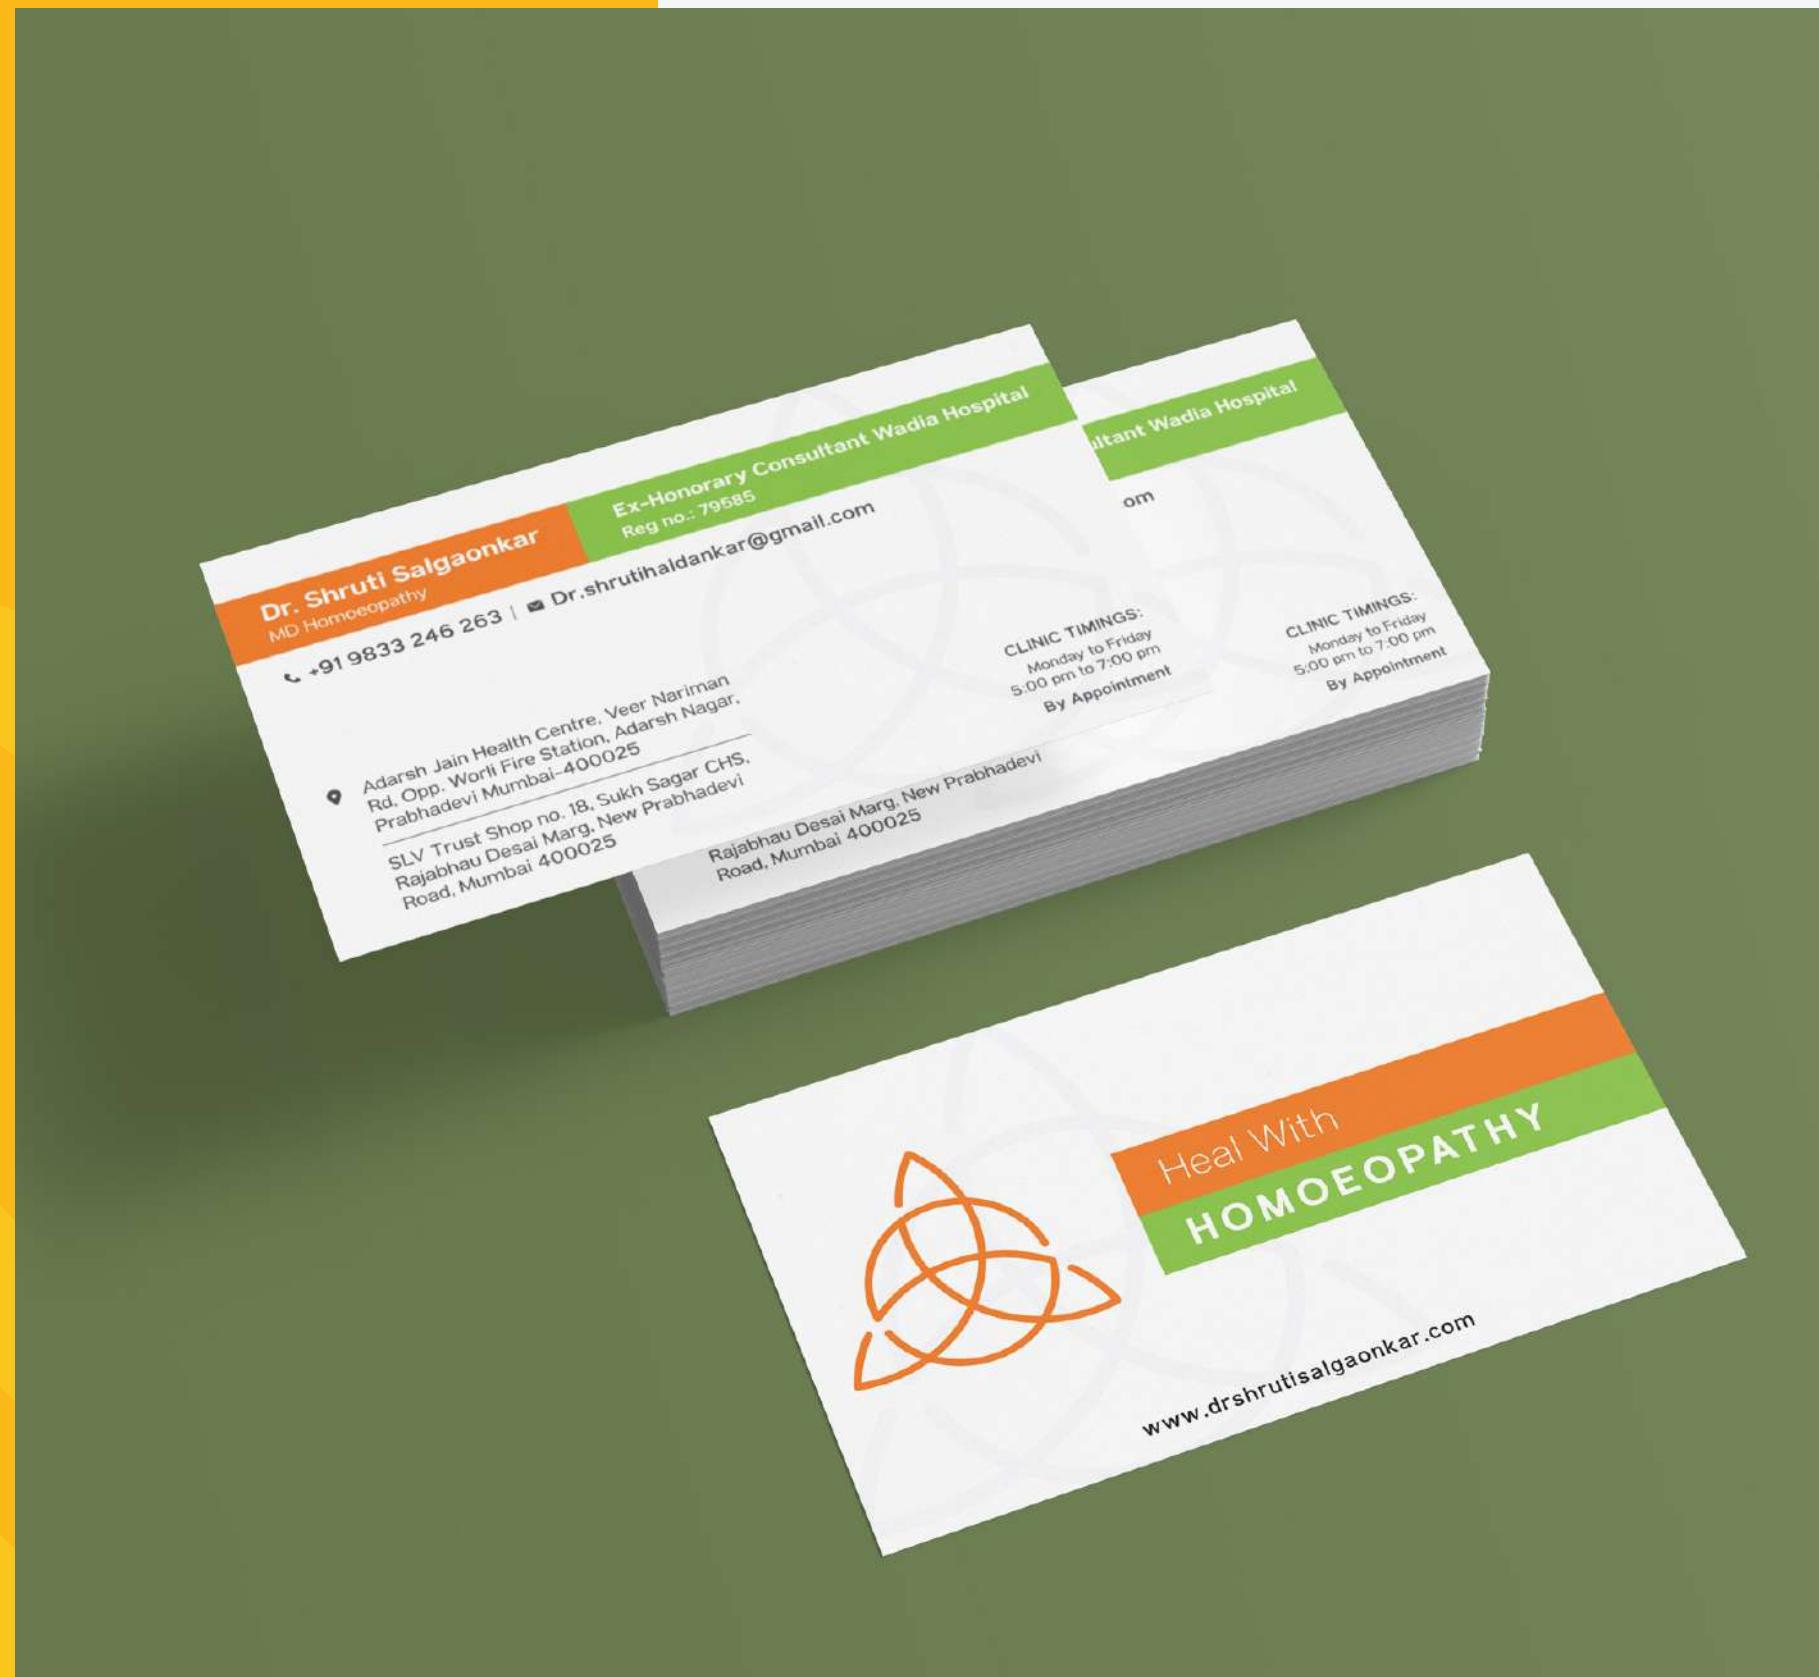 Dr. Shruti Salgaonkar
MD Homoeopathy
Ex-Honorary Consultant Wadia Hospital
Reg no.: 79585
+91 9833 246 263 | Dr.shrutihaldankar@gmail.com
Adarsh Jain Health Centre, Veer Nariman
Rd, Opp. Worli Fire Station, Adarsh Nagar,
Prabhadevi Mumbai-400025
SLV Trust Shop no. 18, Sukh Sagar CHS,
Rajabhau Desai Marg, New Prabhadevi
Road, Mumbai 400025
CLINIC TIMINGS:
Monday to Friday
5:00 pm to 7:00 pm
By Appointment
ultant Wadia Hospital
om
CLINIC TIMINGS:
Monday to Friday
5:00 pm to 7:00 pm
By Appointment
Rajabhau Desai Marg, New Prabhadevi
Road, Mumbai 400025
Heal With
HOMOEOPATHY
www.drshrutisalgaonkar.com